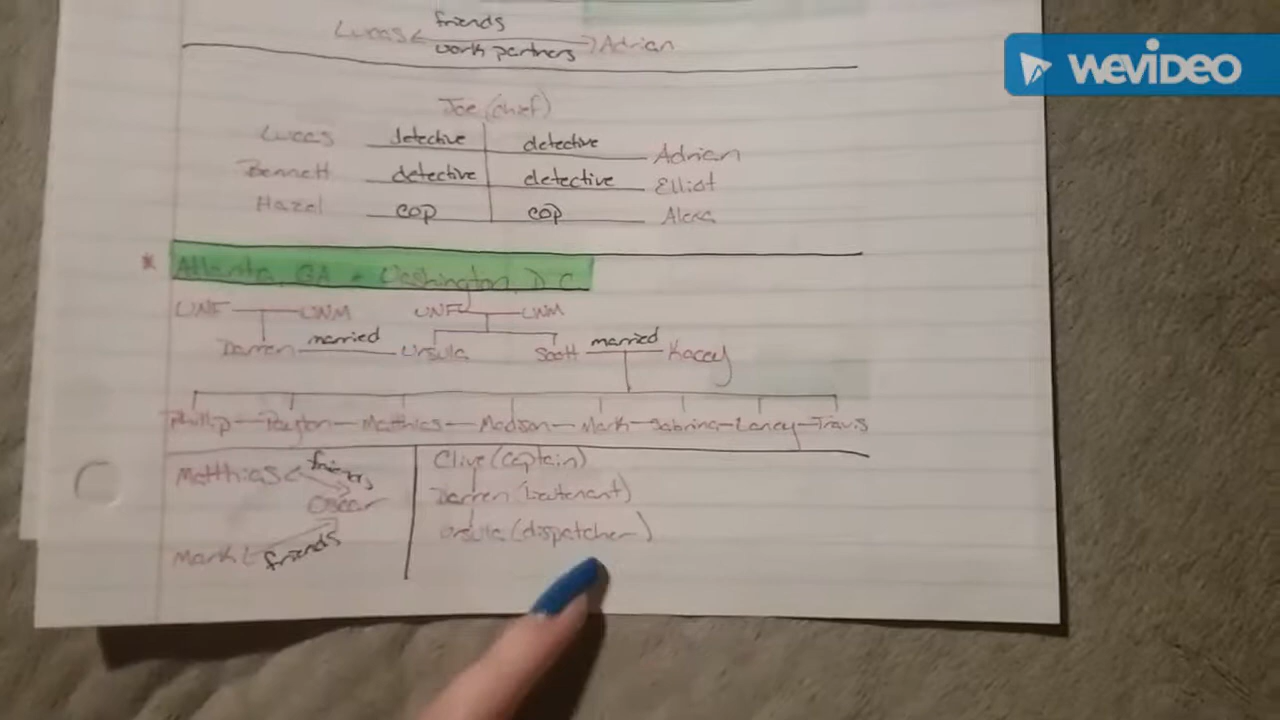 friends
Lucas work partners Adrian
WEVIDEO
Joe (chief)
Lucas detective detective Adrian
Bennett detective detective Elliot
Hazel cop cop Alexa
* Atlanta, GA - Washington, D.C.
UNF UNM UNF UNM
Darren married Ursula Scott married Kacey
Phillip Payton Matthias Madison Mark Sabrina Laney Travis
Matthias friends Clive (captain)
Oscar Darren (Lieutenant)
Mark friends Ursula (dispatcher)